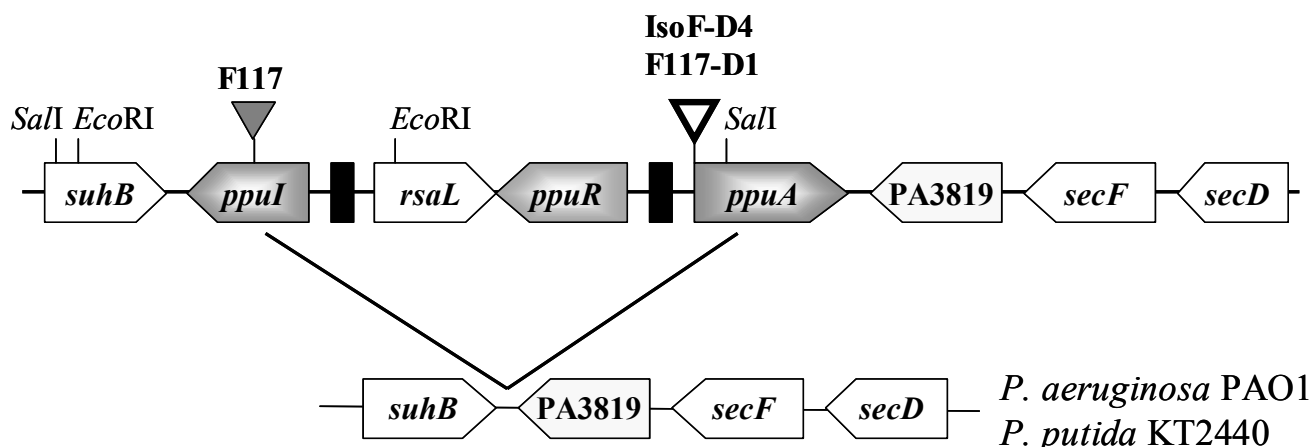 IsoF-D4
F117-D1
F117
SalI EcoRI EcoRI SalI
suhB ppuI rsaL ppuR ppuA PA3819 secF secD
suhB PA3819 secF secD
P. aeruginosa PAO1
P. putida KT2440